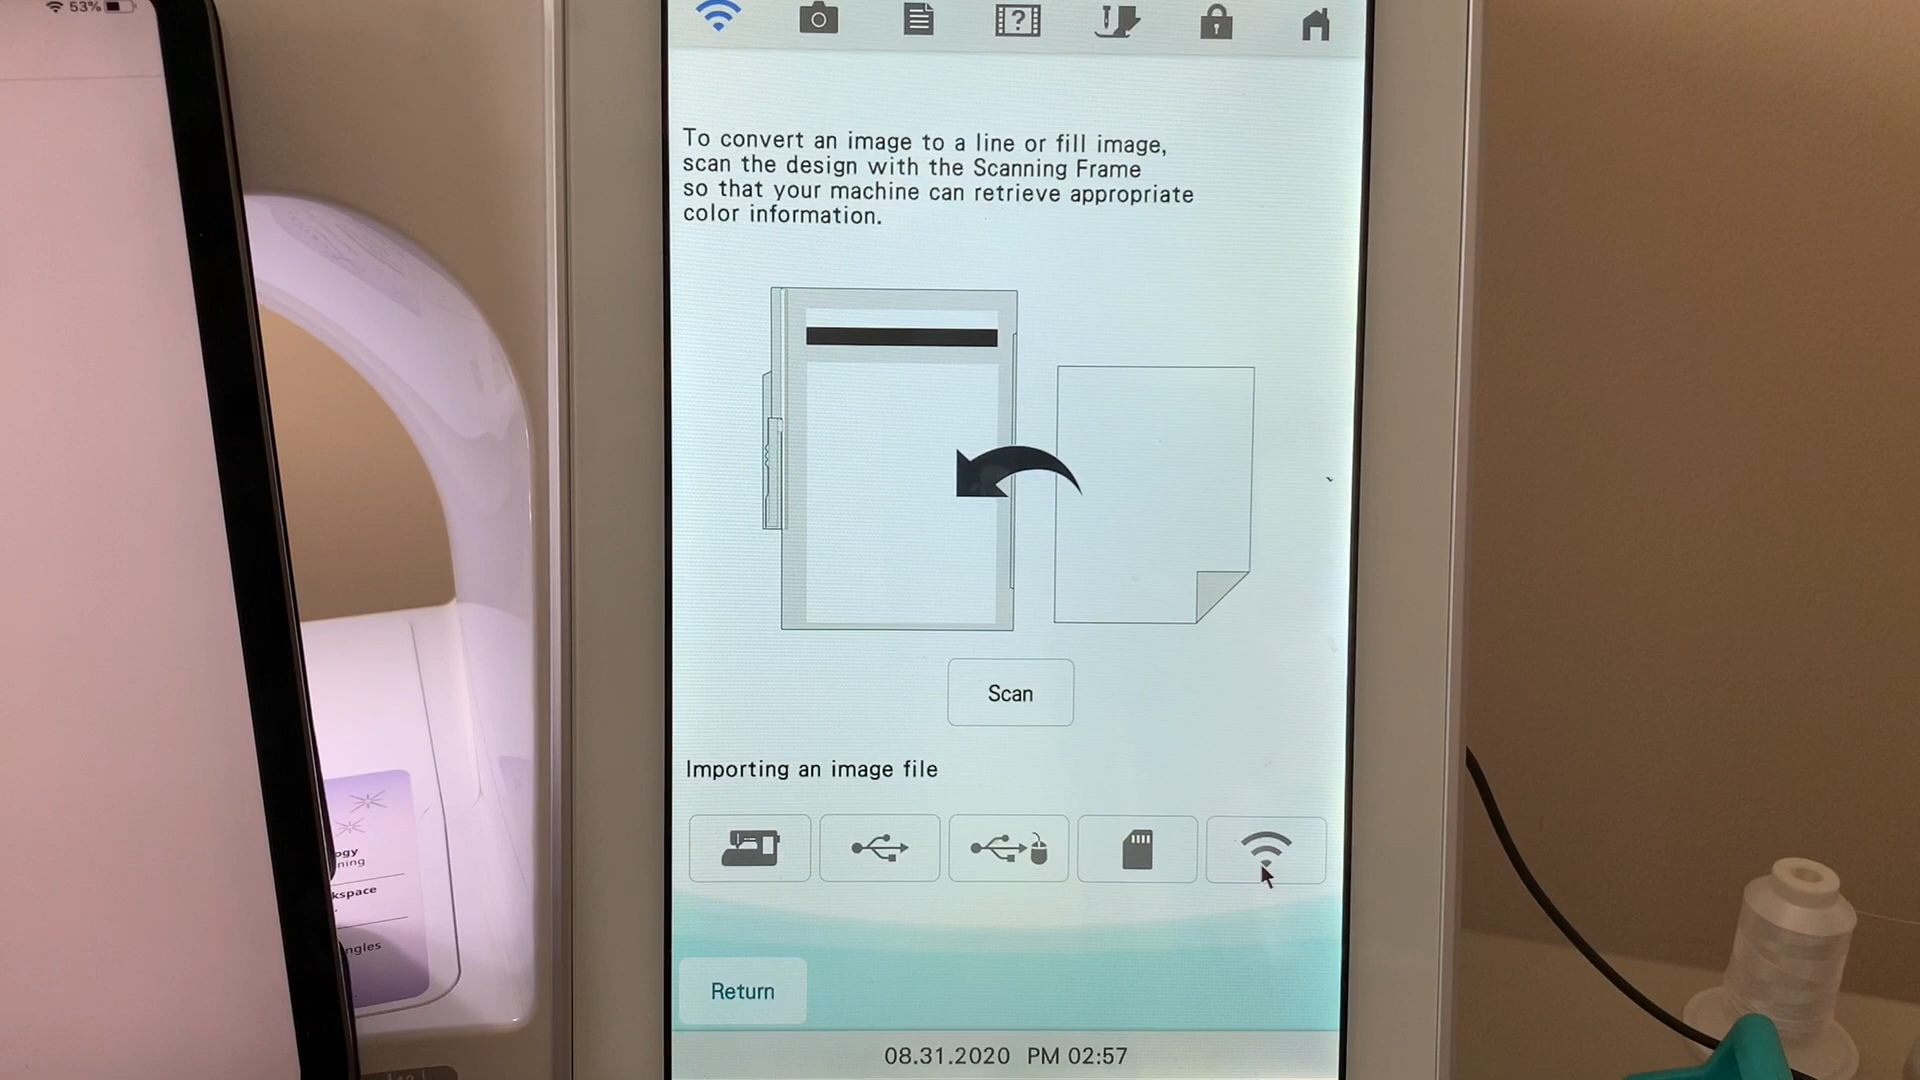 53%
To convert an image to a line or fill image,
scan the design with the Scanning Frame
so that your machine can retrieve appropriate
color information.
Scan
Importing an image file
Return
08.31.2020 PM 02:57
ogy
ning
kspace
ngles